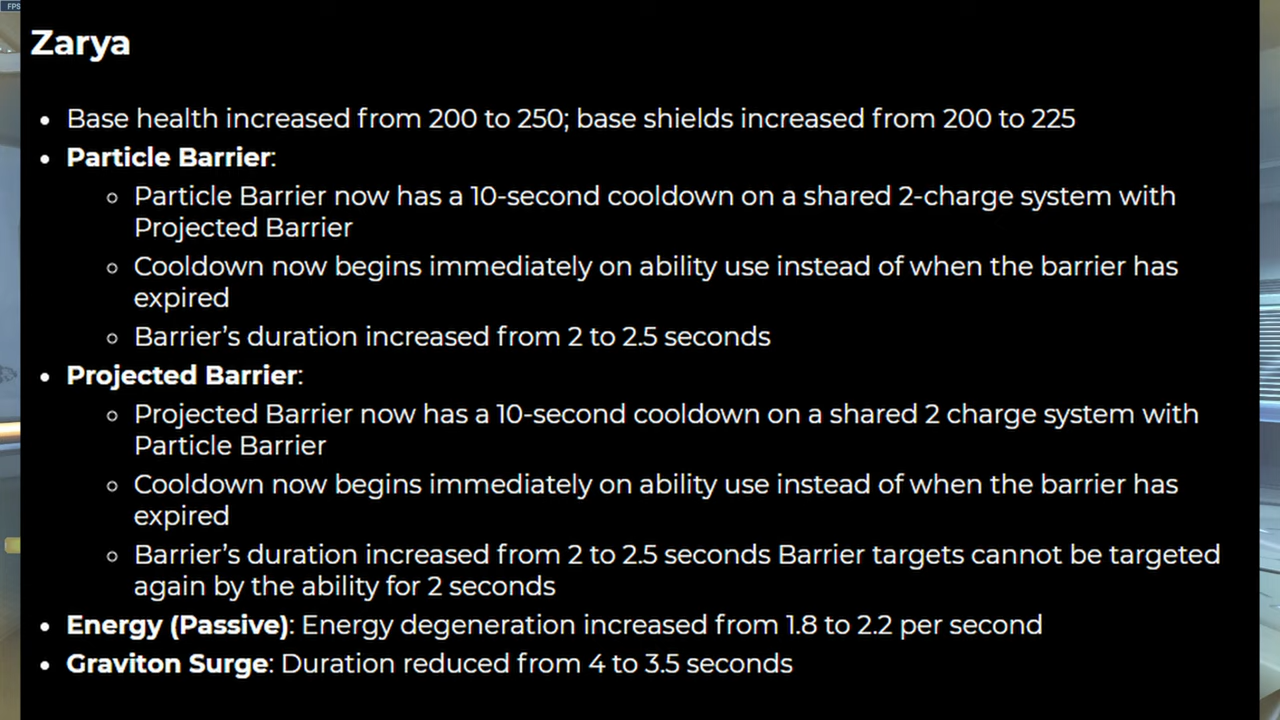 FPS
Zarya
• Base health increased from 200 to 250; base shields increased from 200 to 225
• Particle Barrier:
◦ Particle Barrier now has a 10-second cooldown on a shared 2-charge system with
Projected Barrier
◦ Cooldown now begins immediately on ability use instead of when the barrier has
expired
◦ Barrier’s duration increased from 2 to 2.5 seconds
• Projected Barrier:
◦ Projected Barrier now has a 10-second cooldown on a shared 2 charge system with
Particle Barrier
◦ Cooldown now begins immediately on ability use instead of when the barrier has
expired
◦ Barrier’s duration increased from 2 to 2.5 seconds Barrier targets cannot be targeted
again by the ability for 2 seconds
• Energy (Passive): Energy degeneration increased from 1.8 to 2.2 per second
• Graviton Surge: Duration reduced from 4 to 3.5 seconds